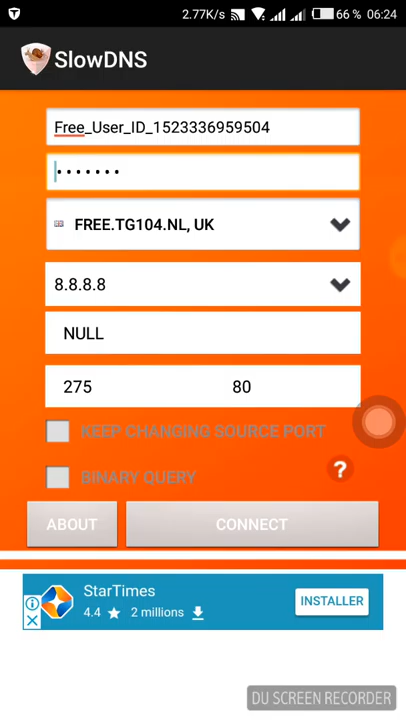 2.77K/s 66 % 06:24
SlowDNS
Free_User_ID_1523336959504
•••••••
FREE.TG104.NL, UK
8.8.8.8
NULL
275 80
KEEP CHANGING SOURCE PORT
BINARY QUERY
?
ABOUT CONNECT
StarTimes
4.4 ★ 2 millions
INSTALLER
DU SCREEN RECORDER